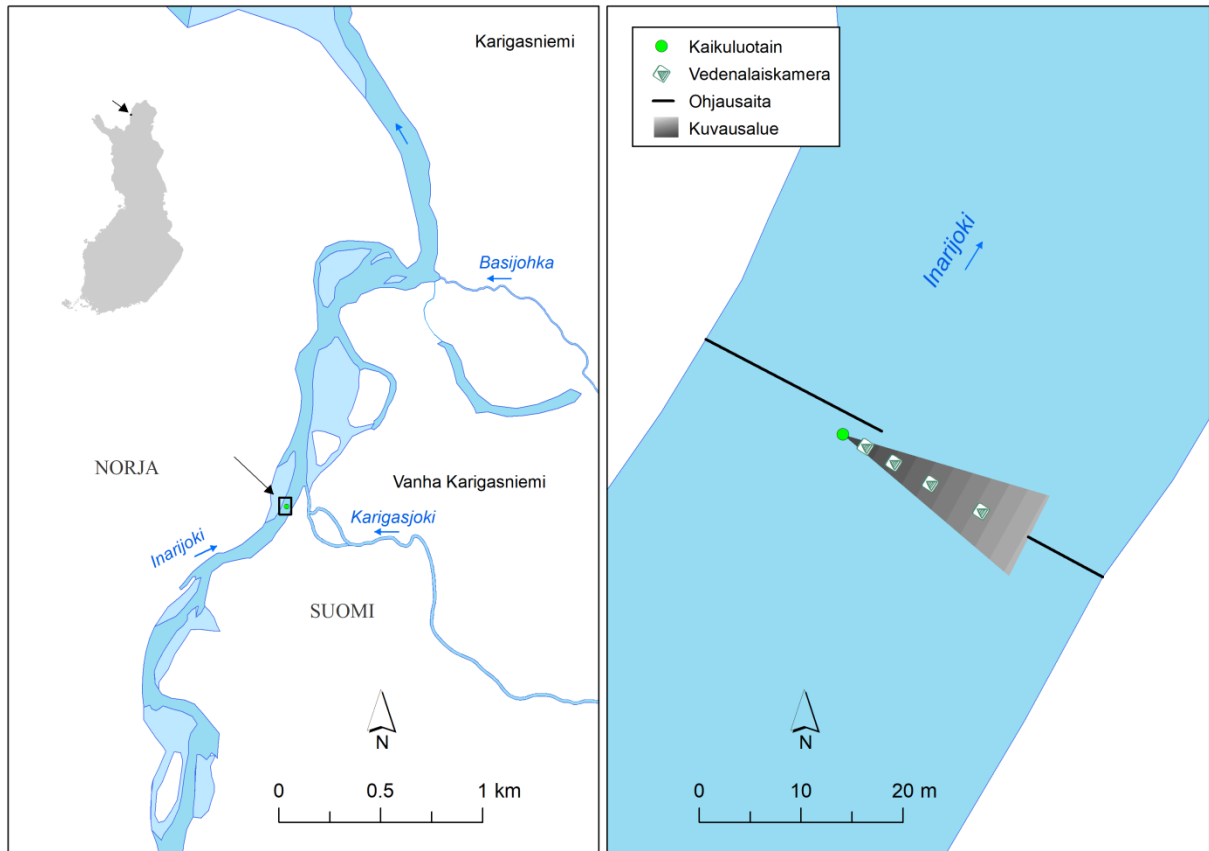 Karigasniemi
Basijohka
NORJA
Vanha Karigasniemi
Karigasjoki
Inarijoki
SUOMI
N
0 0.5 1 km
Kaikuluotain
Vedenalaiskamera
Ohjausaita
Kuvausalue
Inarijoki
N
0 10 20 m